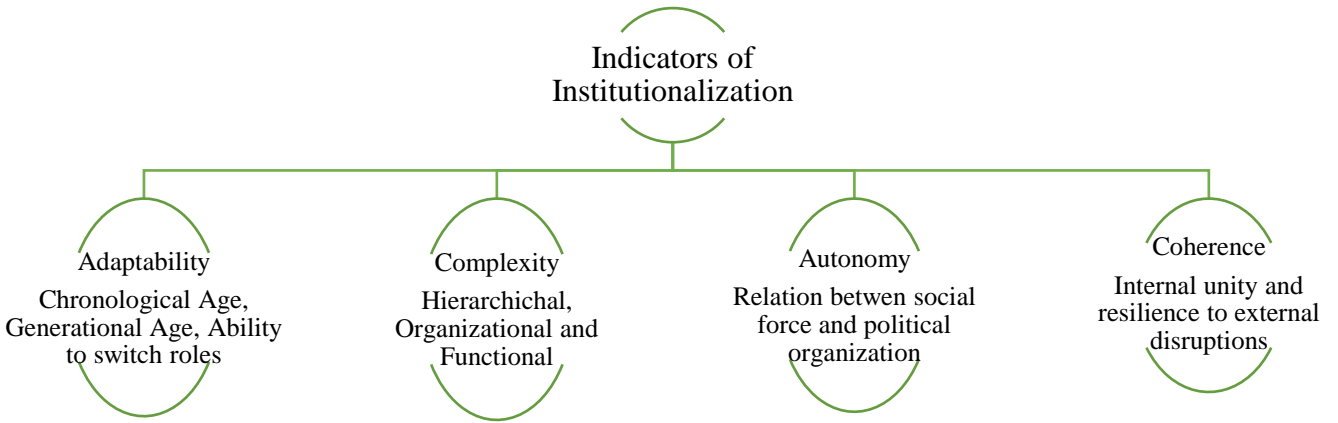 Indicators of
Institutionalization
Adaptability
Chronological Age,
Generational Age, Ability
to switch roles
Complexity
Hierarchichal,
Organizational and
Functional
Autonomy
Relation betwen social
force and political
organization
Coherence
Internal unity and
resilience to external
disruptions